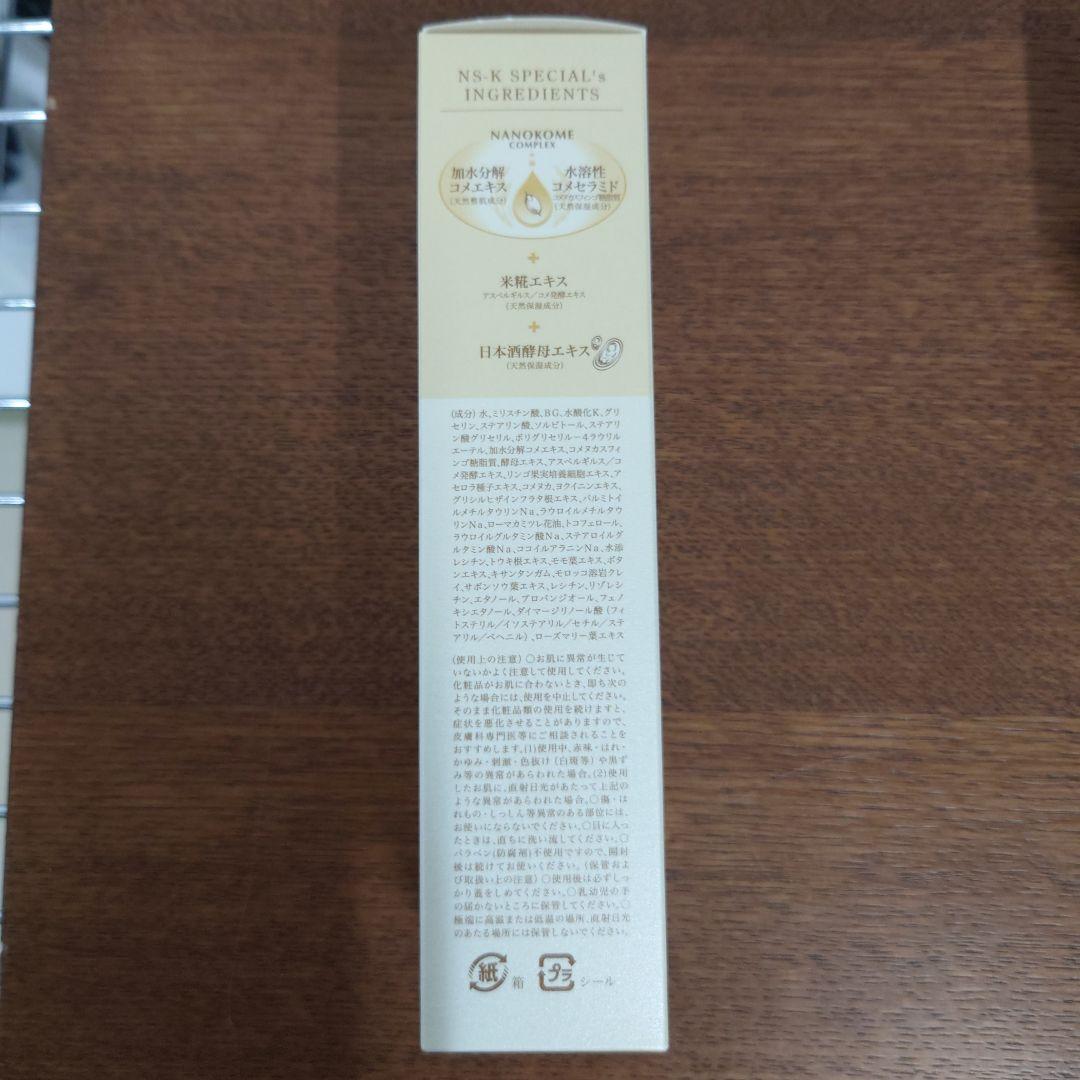 NS-K SPECIAL's
INGREDIENTS
NANOKOME
COMPLEX
加水分解
コメエキス
(天然整肌成分)
水溶性
コメセラミド
コメヌカスフィンゴ糖脂質
(天然保湿成分)
+
米糀エキス
アスペルギルス/コメ発酵エキス
(天然保湿成分)
+
日本酒酵母エキス
(天然保湿成分)
(成分) 水、ミリスチン酸、BG、水酸化K、グリ
セリン、ステアリン酸、ソルビトール、ステアリ
ン酸グリセリル、ポリグリセリル-4ラウリル
エーテル、加水分解コメエキス、コメヌカスフィ
ンゴ糖脂質、酵母エキス、アスペルギルス/コ
メ発酵エキス、リンゴ果実培養細胞エキス、ア
セロラ種子エキス、コメヌカ、ヨクイニンエキス、
グリシルヒザインフラタ根エキス、パルミトイ
ルメチルタウリンNa、ラウロイルメチルタウ
リンNa、ローマカミツレ花油、トコフェロール、
ラウロイルグルタミン酸Na、ステアロイルグ
ルタミン酸Na、ココイルアラニンNa、水添
レシチン、トウキ根エキス、モモ葉エキス、ボタ
ンエキス、キサンタンガム、モロッコ溶岩クレ
イ、サボンソウ葉エキス、レシチン、リゾレシ
チン、エタノール、プロパンジオール、フェノ
キシエタノール、ダイマージリノール酸 (フィ
トステリル/イソステアリル/セチル/ステ
アリル/ベヘニル) 、ローズマリー葉エキス
(使用上の注意) ○お肌に異常が生じて
いないかよく注意して使用してください。
化粧品がお肌に合わないとき、即ち次の
ような場合には、使用を中止してください。
そのまま化粧品類の使用を続けますと、
症状を悪化させることがありますので、
皮膚科専門医等にご相談されることを
おすすめします。(1)使用中、赤味・はれ・
かゆみ・刺激・色抜け (白斑等) や黒ず
み等の異常があらわれた場合。(2)使用
したお肌に、直射日光があたって上記の
ような異常があらわれた場合。○傷・は
れもの・しっしん等異常のある部位には、
お使いにならないでください。○目に入っ
たときは、直ちに洗い流してください。○
パラベン(防腐剤)不使用ですので、開封
後は続けてお使いください。(保管およ
び取扱い上の注意) ○使用後は必ずしっ
かり蓋をしめてください。○乳幼児の手
の届かないところに保管してください。○
極端に高温または低温の場所、直射日光
のあたる場所には保管しないでください。
紙 箱 プラ シール